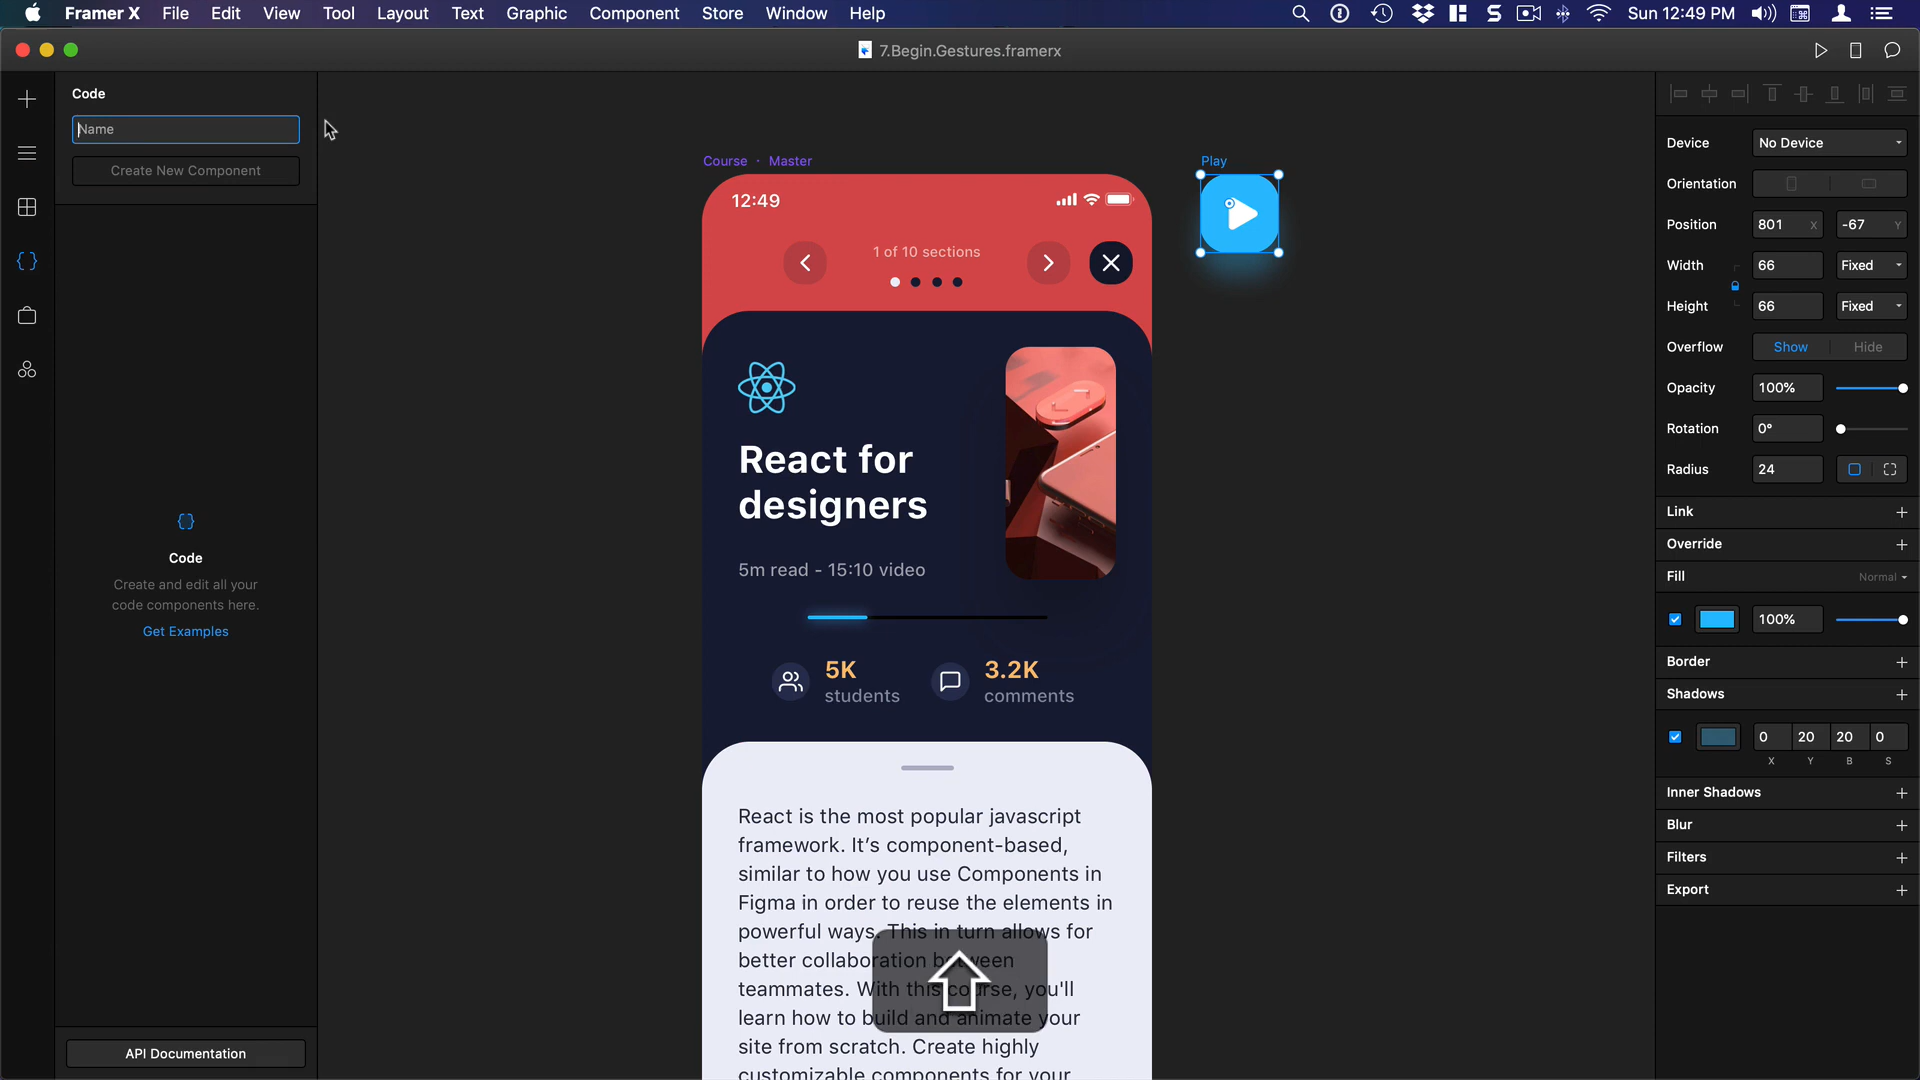 Framer X File Edit View Tool Layout Text Graphic Component Store Window Help Sun 12:49 PM
7.Begin.Gestures.framerx
Code
Name
Create New Component
Code
Create and edit all your
code components here.
Get Examples
API Documentation
Course · Master
Play
12:49
1 of 10 sections
React for
designers
5m read - 15:10 video
5K
students
3.2K
comments
React is the most popular javascript
framework. It’s component-based,
similar to how you use Components in
Figma in order to reuse the elements in
powerful ways. This in turn allows for
better collaboration between
teammates. With this course, you'll
learn how to build and animate your
site from scratch. Create highly
customizable components for your
Device No Device
Orientation
Position 801 X -67 Y
Width 66 Fixed
Height 66 Fixed
Overflow Show Hide
Opacity 100%
Rotation 0°
Radius 24
Link
Override
Fill Normal
100%
Border
Shadows
0 20 20 0
X Y B S
Inner Shadows
Blur
Filters
Export